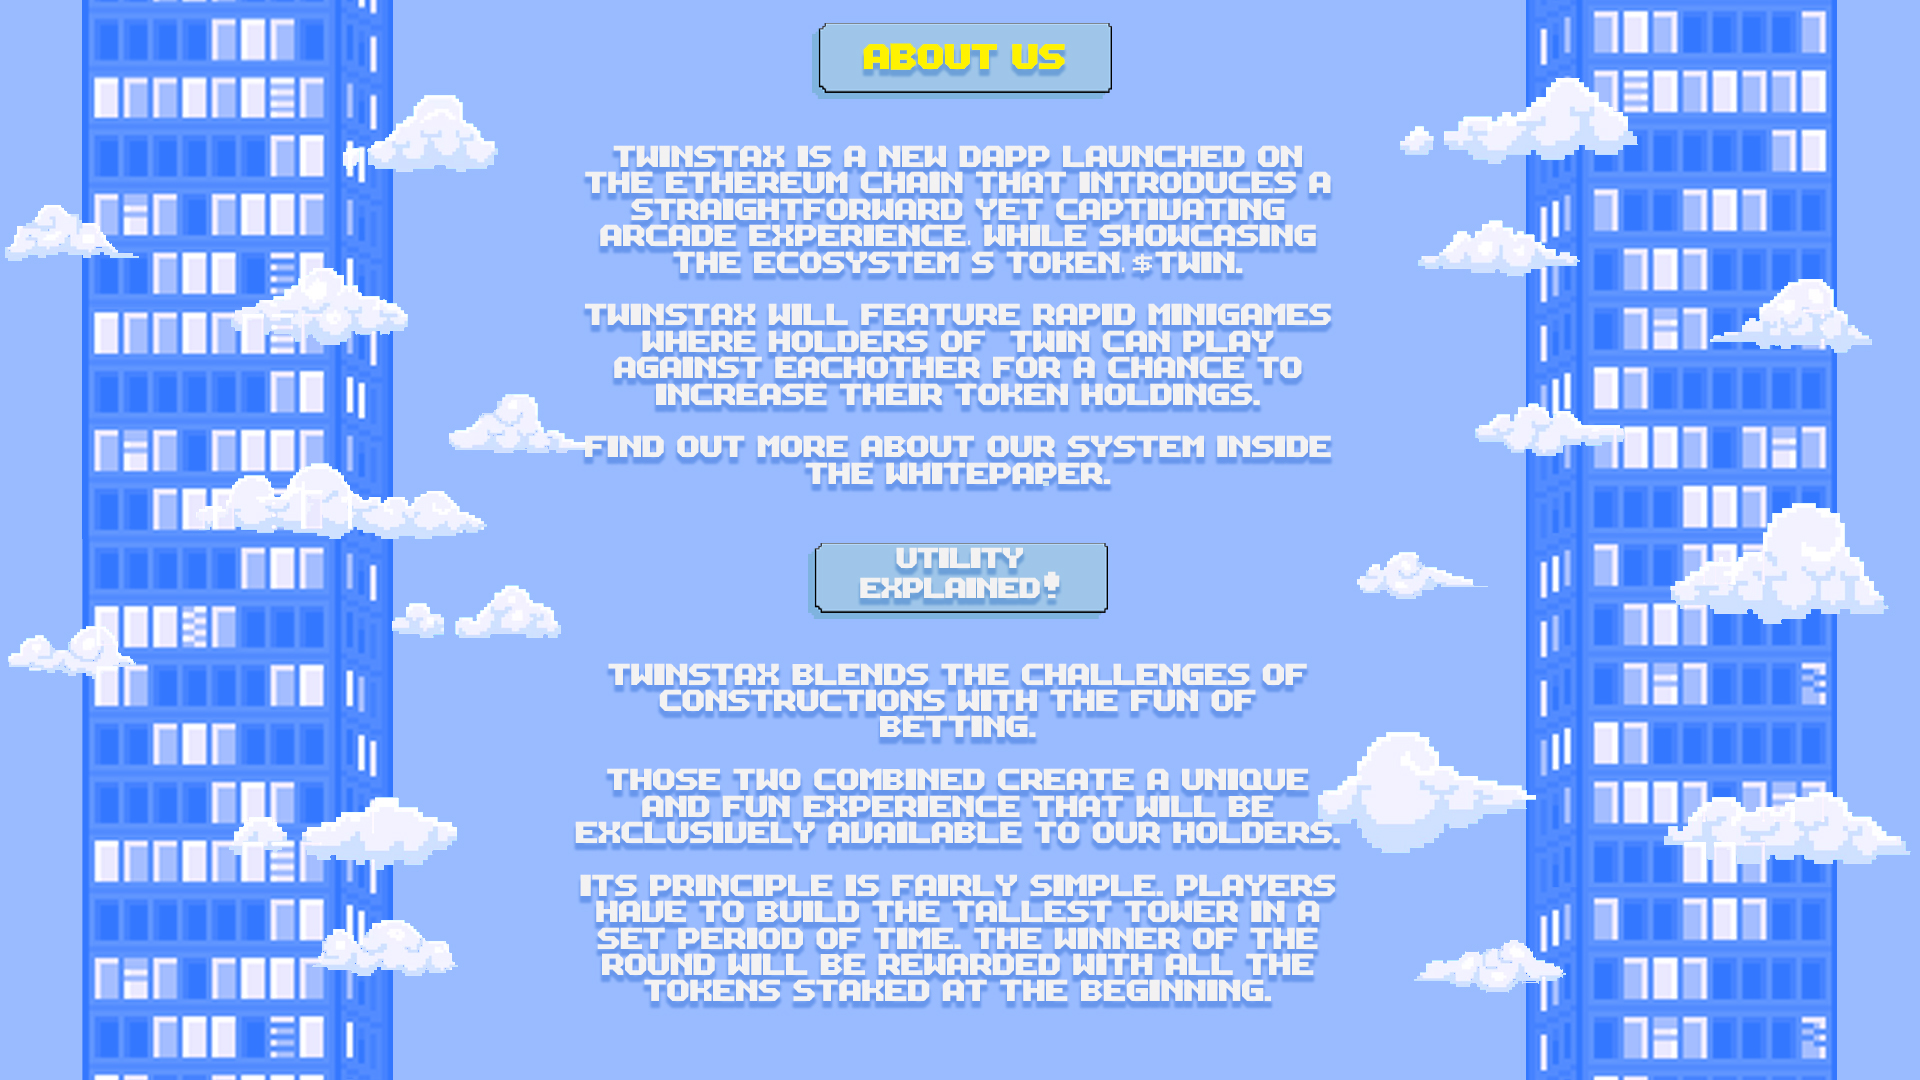 ABOUT US
TWINSTAX IS A NEW DAPP LAUNCHED ON
THE ETHEREUM CHAIN THAT INTRODUCES A
STRAIGHTFORWARD YET CAPTIVATING
ARCADE EXPERIENCE, WHILE SHOWCASING
THE ECOSYSTEM S TOKEN, $TWIN.
TWINSTAX WILL FEATURE RAPID MINIGAMES
WHERE HOLDERS OF TWIN CAN PLAY
AGAINST EACHOTHER FOR A CHANCE TO
INCREASE THEIR TOKEN HOLDINGS.
FIND OUT MORE ABOUT OUR SYSTEM INSIDE
THE WHITEPAPER.
UTILITY
EXPLAINED!
TWINSTAX BLENDS THE CHALLENGES OF
CONSTRUCTIONS WITH THE FUN OF
BETTING.
THOSE TWO COMBINED CREATE A UNIQUE
AND FUN EXPERIENCE THAT WILL BE
EXCLUSIVELY AVAILABLE TO OUR HOLDERS.
ITS PRINCIPLE IS FAIRLY SIMPLE. PLAYERS
HAVE TO BUILD THE TALLEST TOWER IN A
SET PERIOD OF TIME. THE WINNER OF THE
ROUND WILL BE REWARDED WITH ALL THE
TOKENS STAKED AT THE BEGINNING.